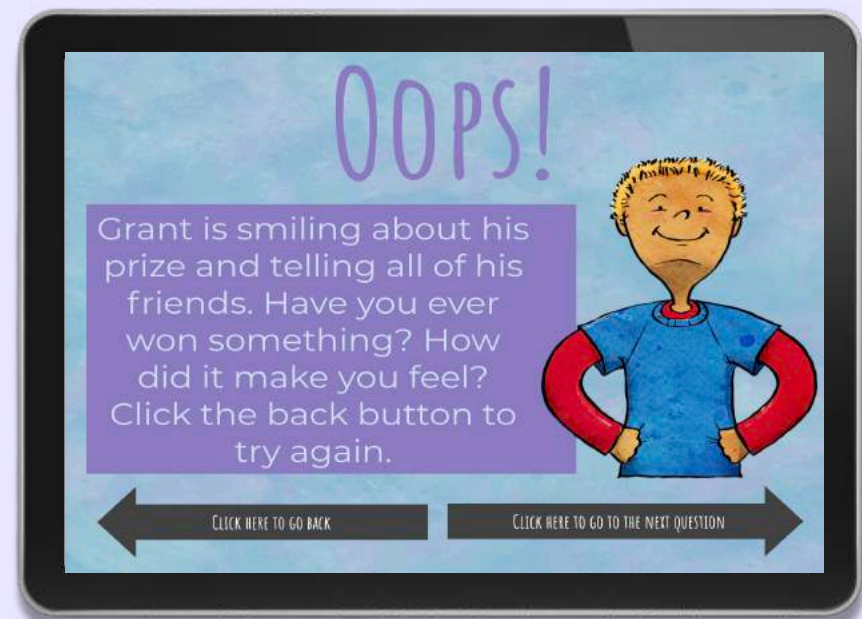 OOPS!
Grant is smiling about his
prize and telling all of his
friends. Have you ever
won something? How
did it make you feel?
Click the back button to
try again.
CLICK HERE TO GO BACK
CLICK HERE TO GO TO THE NEXT QUESTION